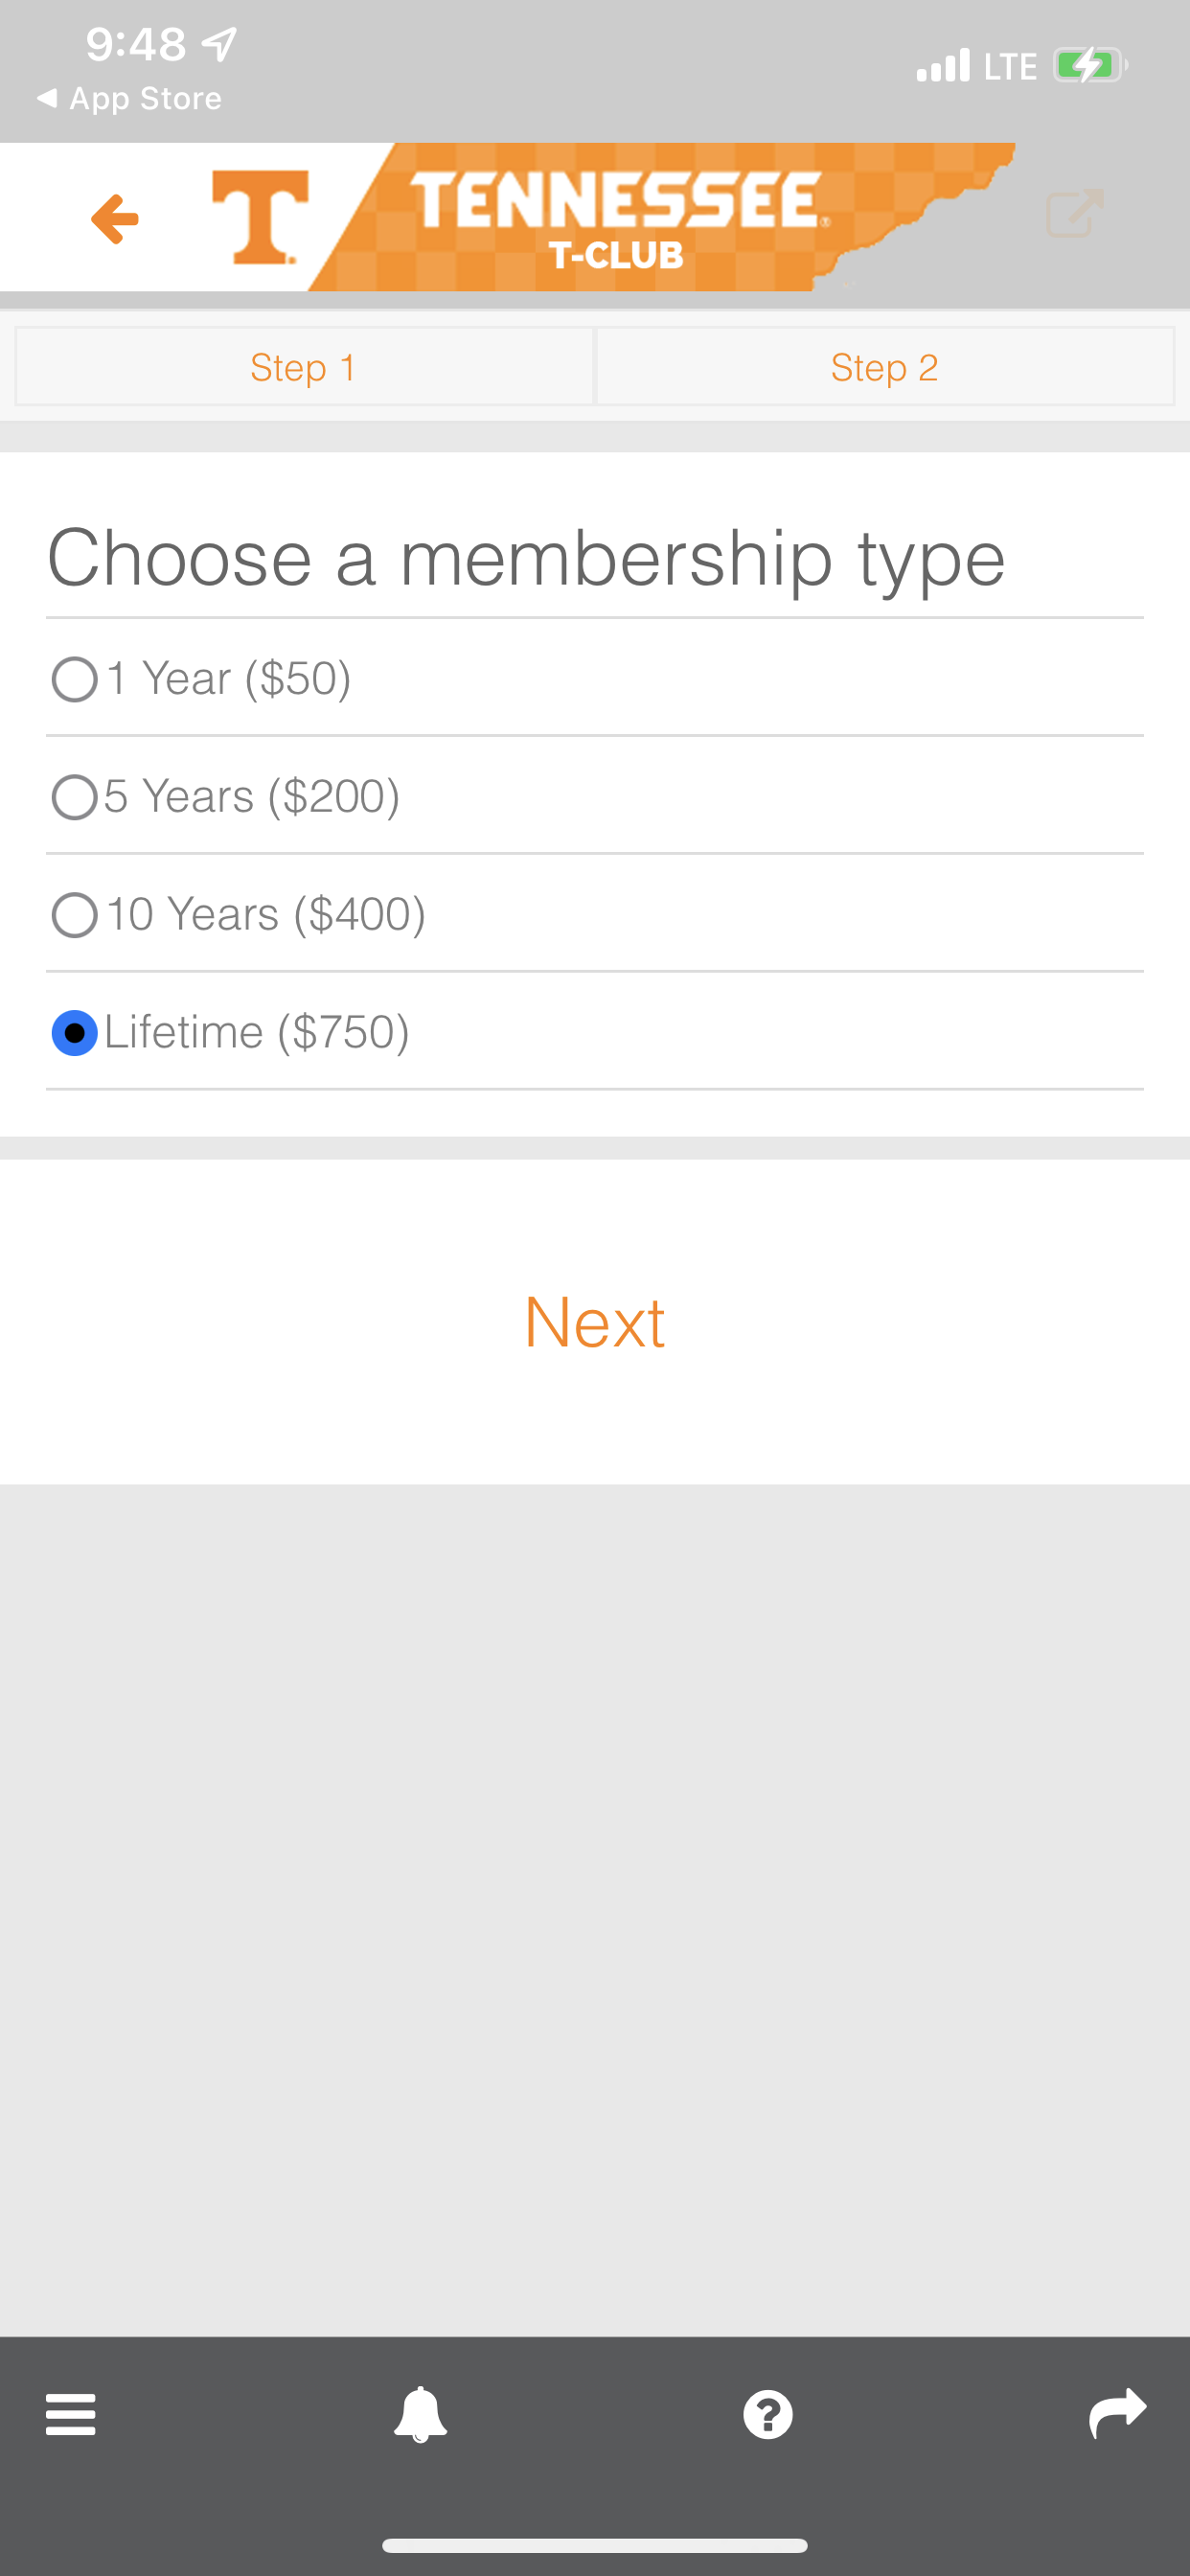 9:48
App Store
LTE
T
TENNESSEE
T-CLUB
Step 1
Step 2
Choose a membership type
1 Year ($50)
5 Years ($200)
10 Years ($400)
Lifetime ($750)
Next